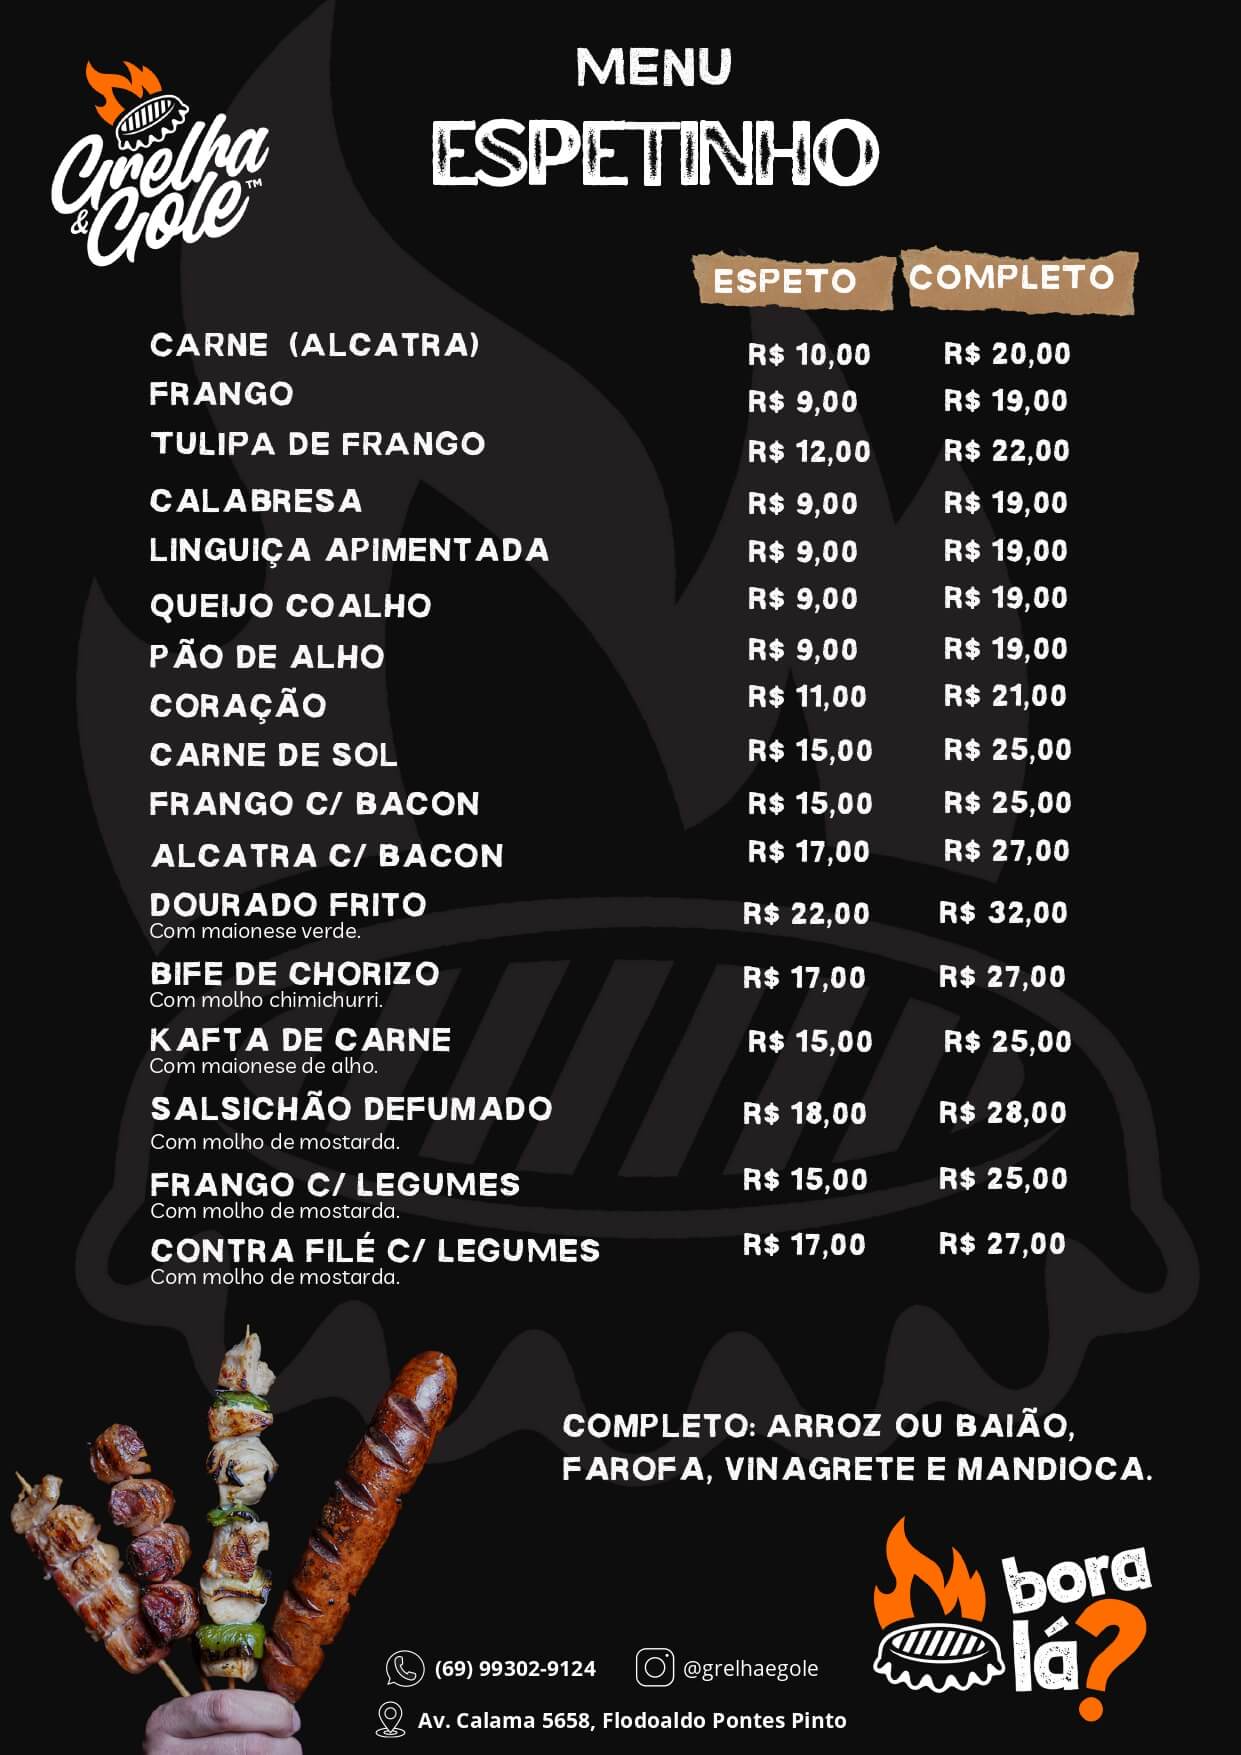 Grelha
& Gole™
MENU
ESPETINHO
ESPETO COMPLETO
CARNE (ALCATRA) R$ 10,00 R$ 20,00
FRANGO R$ 9,00 R$ 19,00
TULIPA DE FRANGO R$ 12,00 R$ 22,00
CALABRESA R$ 9,00 R$ 19,00
LINGUIÇA APIMENTADA R$ 9,00 R$ 19,00
QUEIJO COALHO R$ 9,00 R$ 19,00
PÃO DE ALHO R$ 9,00 R$ 19,00
CORAÇÃO R$ 11,00 R$ 21,00
CARNE DE SOL R$ 15,00 R$ 25,00
FRANGO C/ BACON R$ 15,00 R$ 25,00
ALCATRA C/ BACON R$ 17,00 R$ 27,00
DOURADO FRITO R$ 22,00 R$ 32,00
Com maionese verde.
BIFE DE CHORIZO R$ 17,00 R$ 27,00
Com molho chimichurri.
KAFTA DE CARNE R$ 15,00 R$ 25,00
Com maionese de alho.
SALSICHÃO DEFUMADO R$ 18,00 R$ 28,00
Com molho de mostarda.
FRANGO C/ LEGUMES R$ 15,00 R$ 25,00
Com molho de mostarda.
CONTRA FILÉ C/ LEGUMES R$ 17,00 R$ 27,00
Com molho de mostarda.
COMPLETO: ARROZ OU BAIÃO,
FAROFA, VINAGRETE E MANDIOCA.
bora
lá?
(69) 99302-9124 @grelhaegole
Av. Calama 5658, Flodoaldo Pontes Pinto